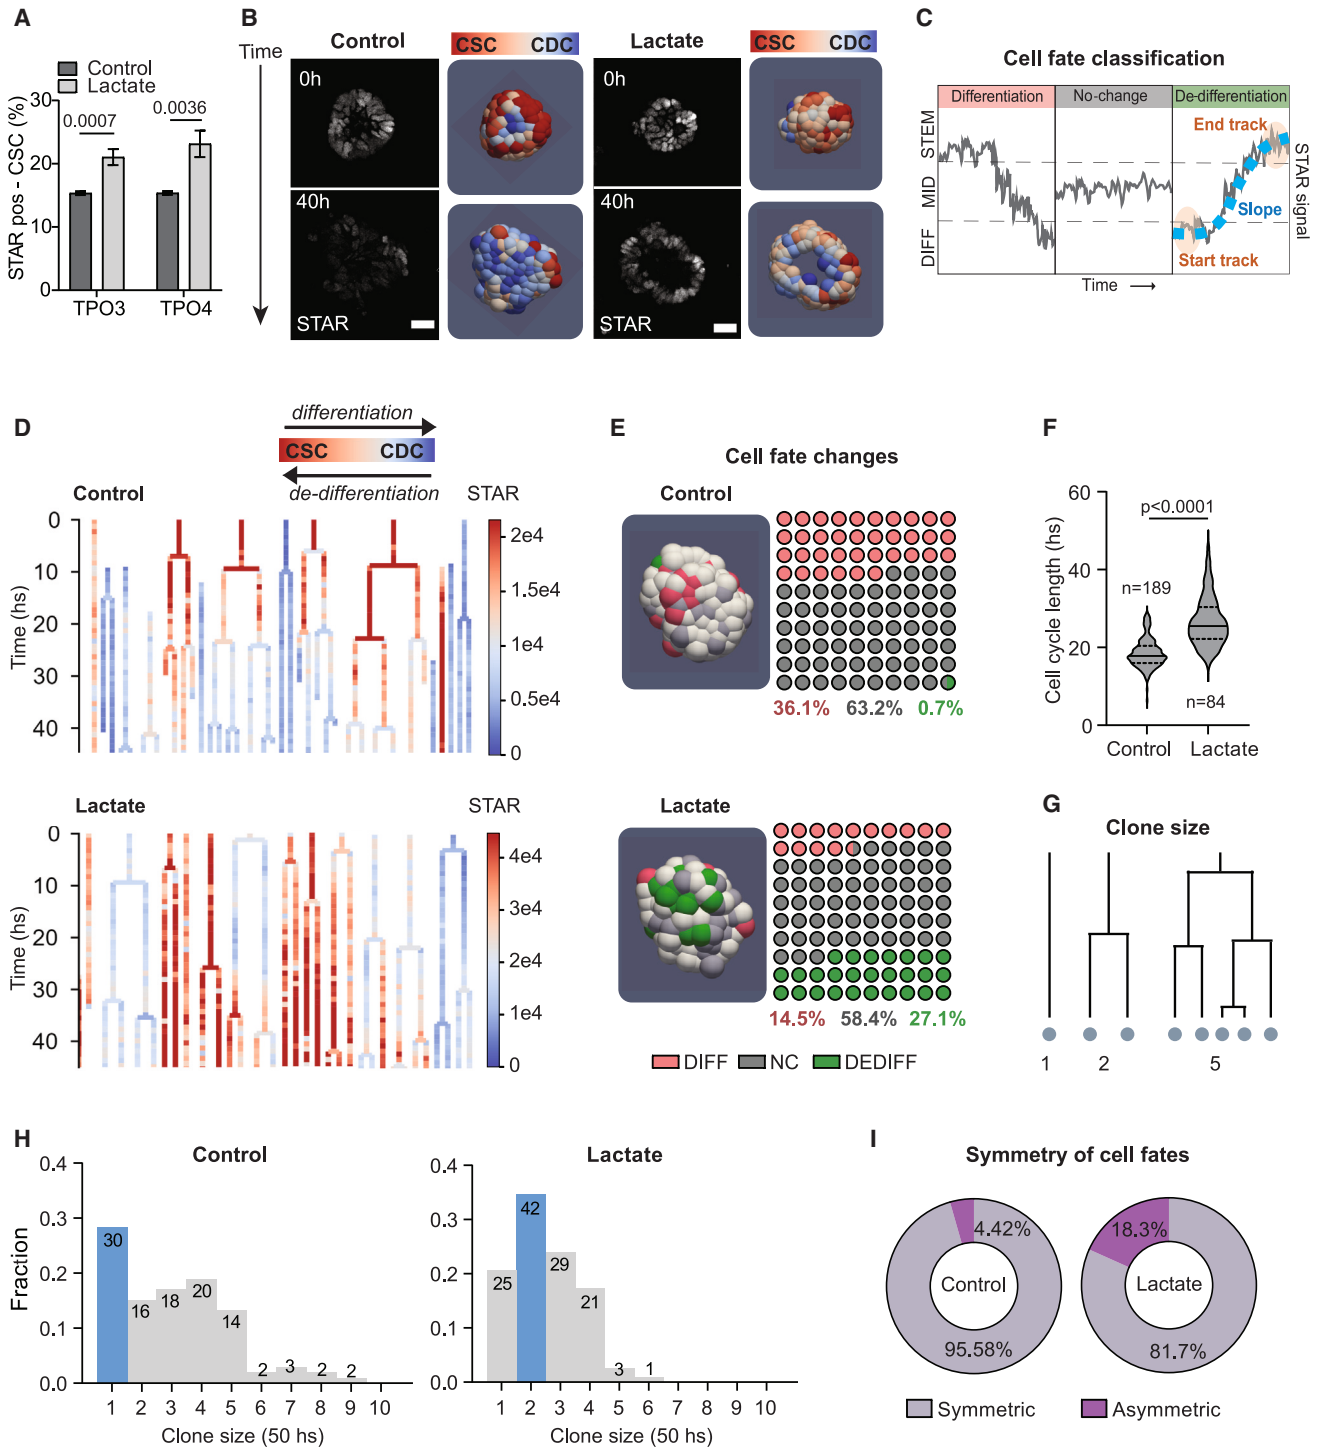 A
Control
Lactate
STAR pos - CSC (%)
30
20
10
0
0.0007
0.0036
TPO3
TPO4
B
Time
Control
CSC CDC
Lactate
CSC CDC
0h
0h
40h
40h
STAR
STAR
C
Cell fate classification
Differentiation
No-change
De-differentiation
STEM
MID
DIFF
End track
Slope
Start track
STAR signal
Time
D
differentiation
CSC CDC
de-differentiation
Control
STAR
Time (hs)
0
10
20
30
40
2e4
1.5e4
1e4
0.5e4
0
Lactate
STAR
Time (hs)
0
10
20
30
40
4e4
3e4
2e4
1e4
0
E
Cell fate changes
Control
36.1% 63.2% 0.7%
Lactate
14.5% 58.4% 27.1%
DIFF NC DEDIFF
F
Cell cycle length (hs)
60
40
20
0
p<0.0001
n=189
n=84
Control Lactate
G
Clone size
1 2 5
H
Control
Fraction
0.4
0.3
0.2
0.1
0.0
30
16
18
20
14
2
3
2
2
1 2 3 4 5 6 7 8 9 10
Clone size (50 hs)
Lactate
0.4
0.3
0.2
0.1
0.0
25
42
29
21
3
1
1 2 3 4 5 6 7 8 9 10
Clone size (50 hs)
I
Symmetry of cell fates
4.42%
Control
95.58%
18.3%
Lactate
81.7%
Symmetric
Asymmetric